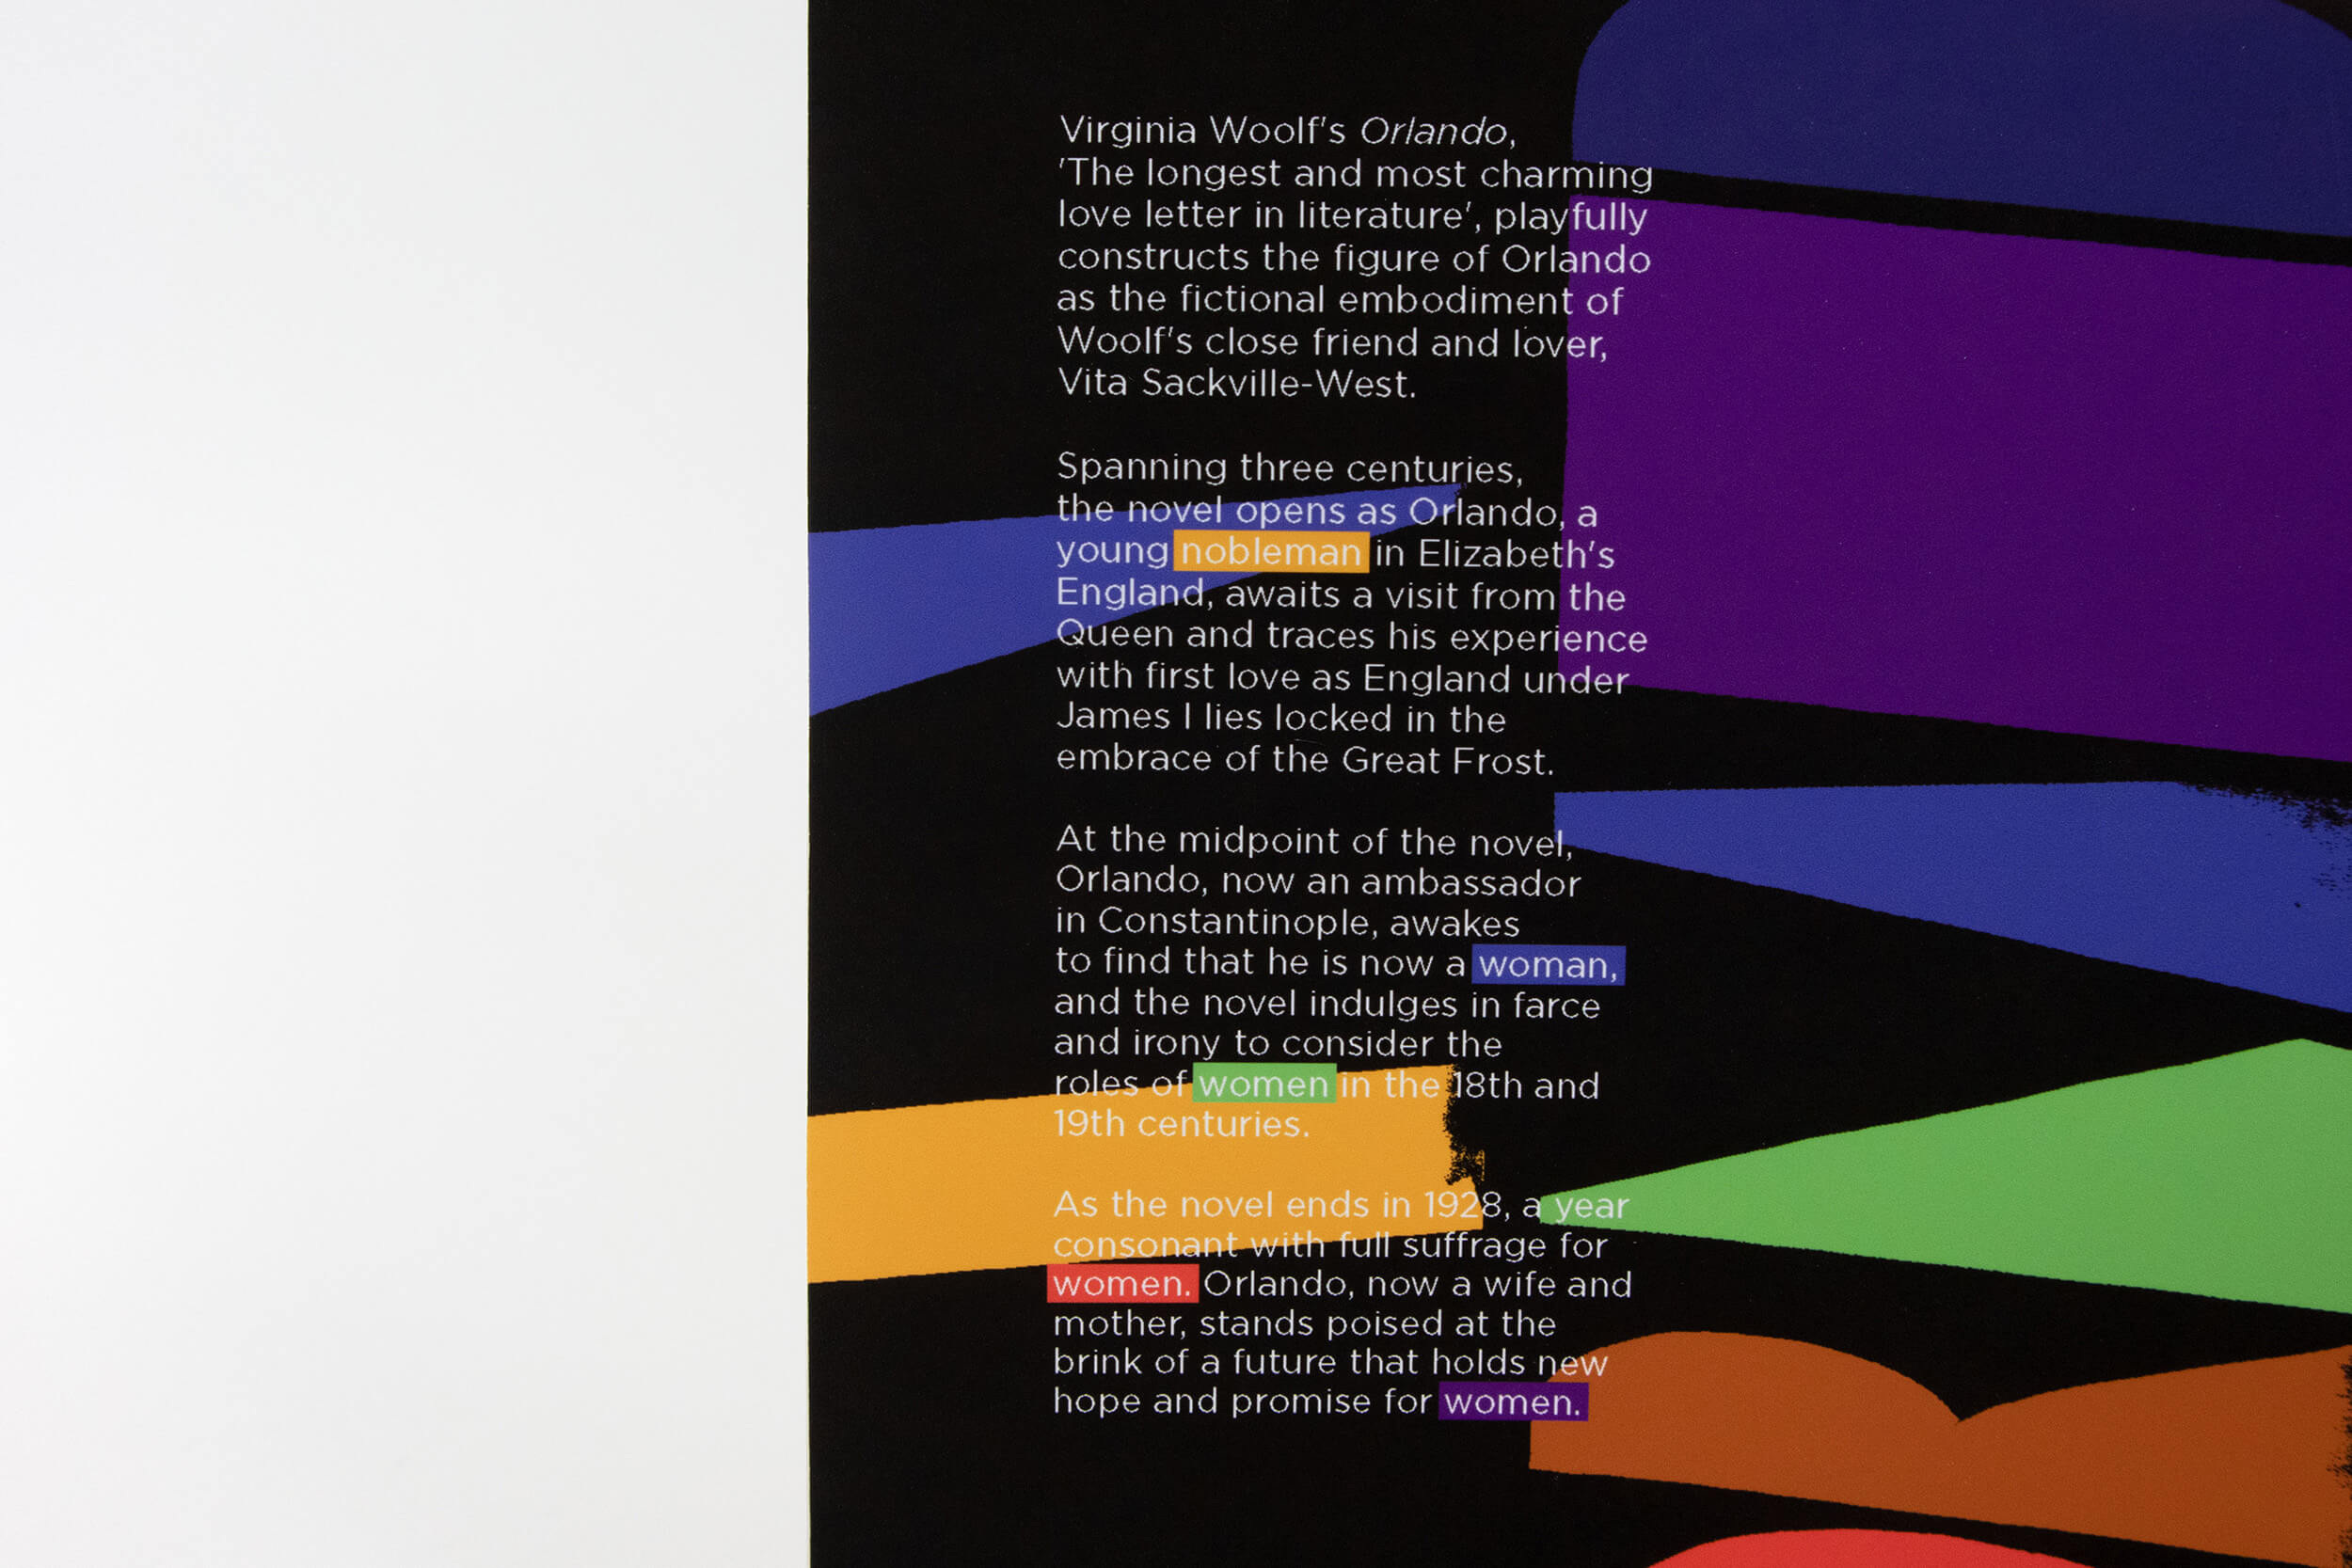 Virginia Woolf's Orlando,
'The longest and most charming
love letter in literature', playfully
constructs the figure of Orlando
as the fictional embodiment of
Woolf's close friend and lover,
Vita Sackville-West.
Spanning three centuries,
the novel opens as Orlando, a
young nobleman in Elizabeth's
England, awaits a visit from the
Queen and traces his experience
with first love as England under
James I lies locked in the
embrace of the Great Frost.
At the midpoint of the novel,
Orlando, now an ambassador
in Constantinople, awakes
to find that he is now a woman,
and the novel indulges in farce
and irony to consider the
roles of women in the 18th and
19th centuries.
As the novel ends in 1928, a year
consonant with full suffrage for
women. Orlando, now a wife and
mother, stands poised at the
brink of a future that holds new
hope and promise for women.